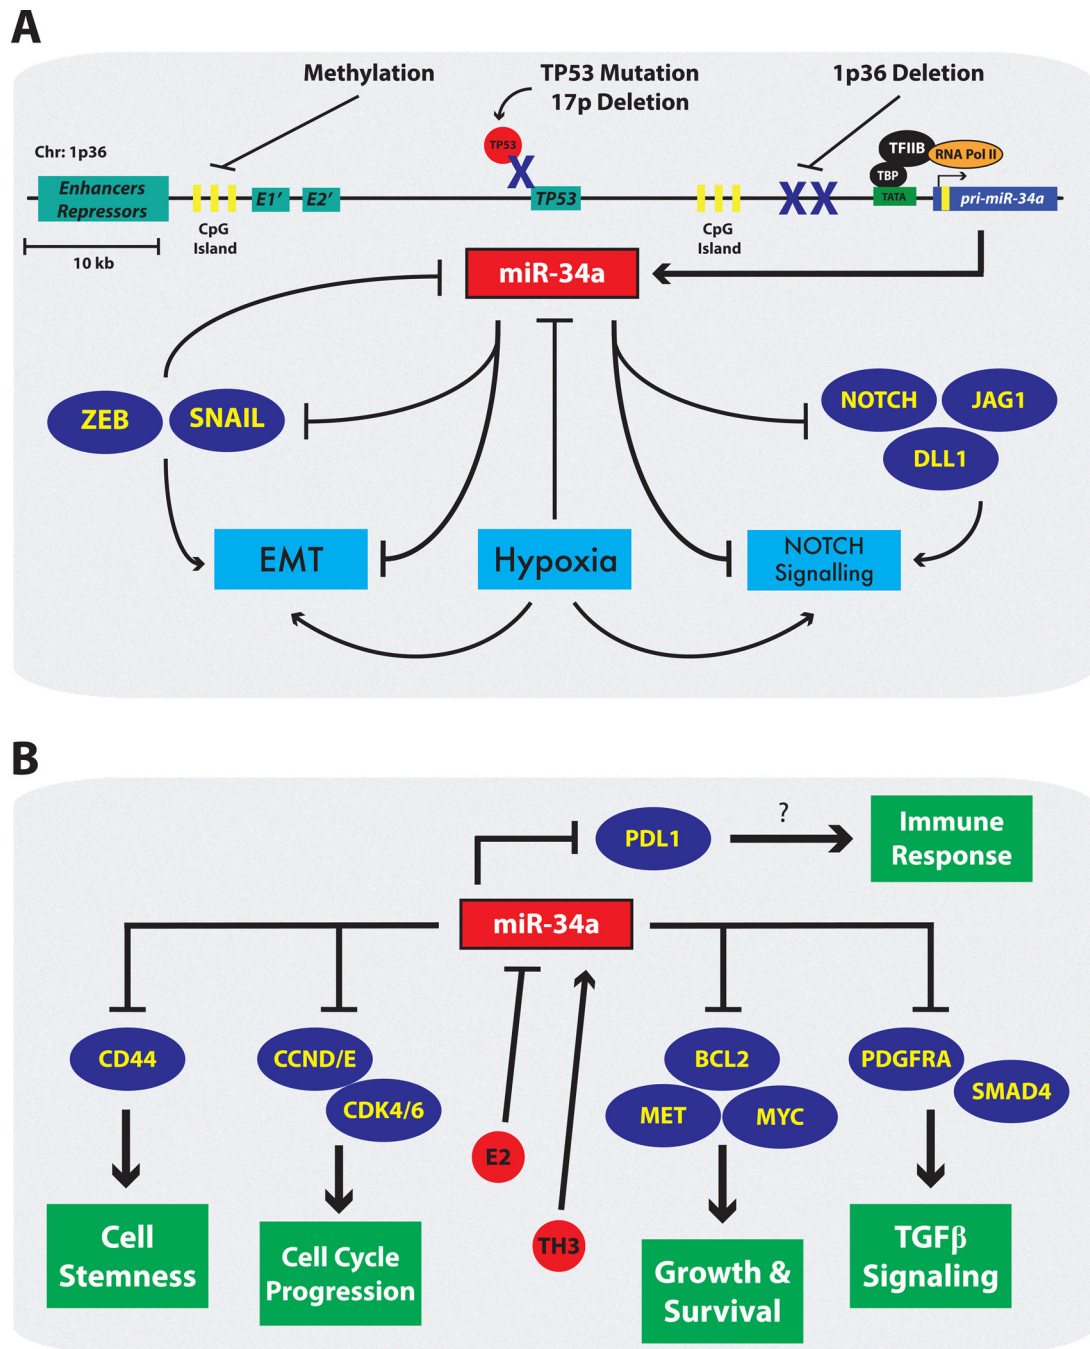 A
Methylation
TP53 Mutation
17p Deletion
1p36 Deletion
Chr: 1p36
TP53
TFIIB
RNA Pol II
TBP
Enhancers
Repressors
E1′
E2′
TP53
X
X X
TATA
pri-miR-34a
CpG
Island
CpG
Island
10 kb
miR-34a
ZEB
SNAIL
NOTCH
JAG1
DLL1
EMT
Hypoxia
NOTCH
Signalling
B
PDL1
?
Immune
Response
miR-34a
CD44
CCND/E
CDK4/6
BCL2
MET
MYC
PDGFRA
SMAD4
E2
TH3
Cell
Stemness
Cell Cycle
Progression
Growth &
Survival
TGFβ
Signaling